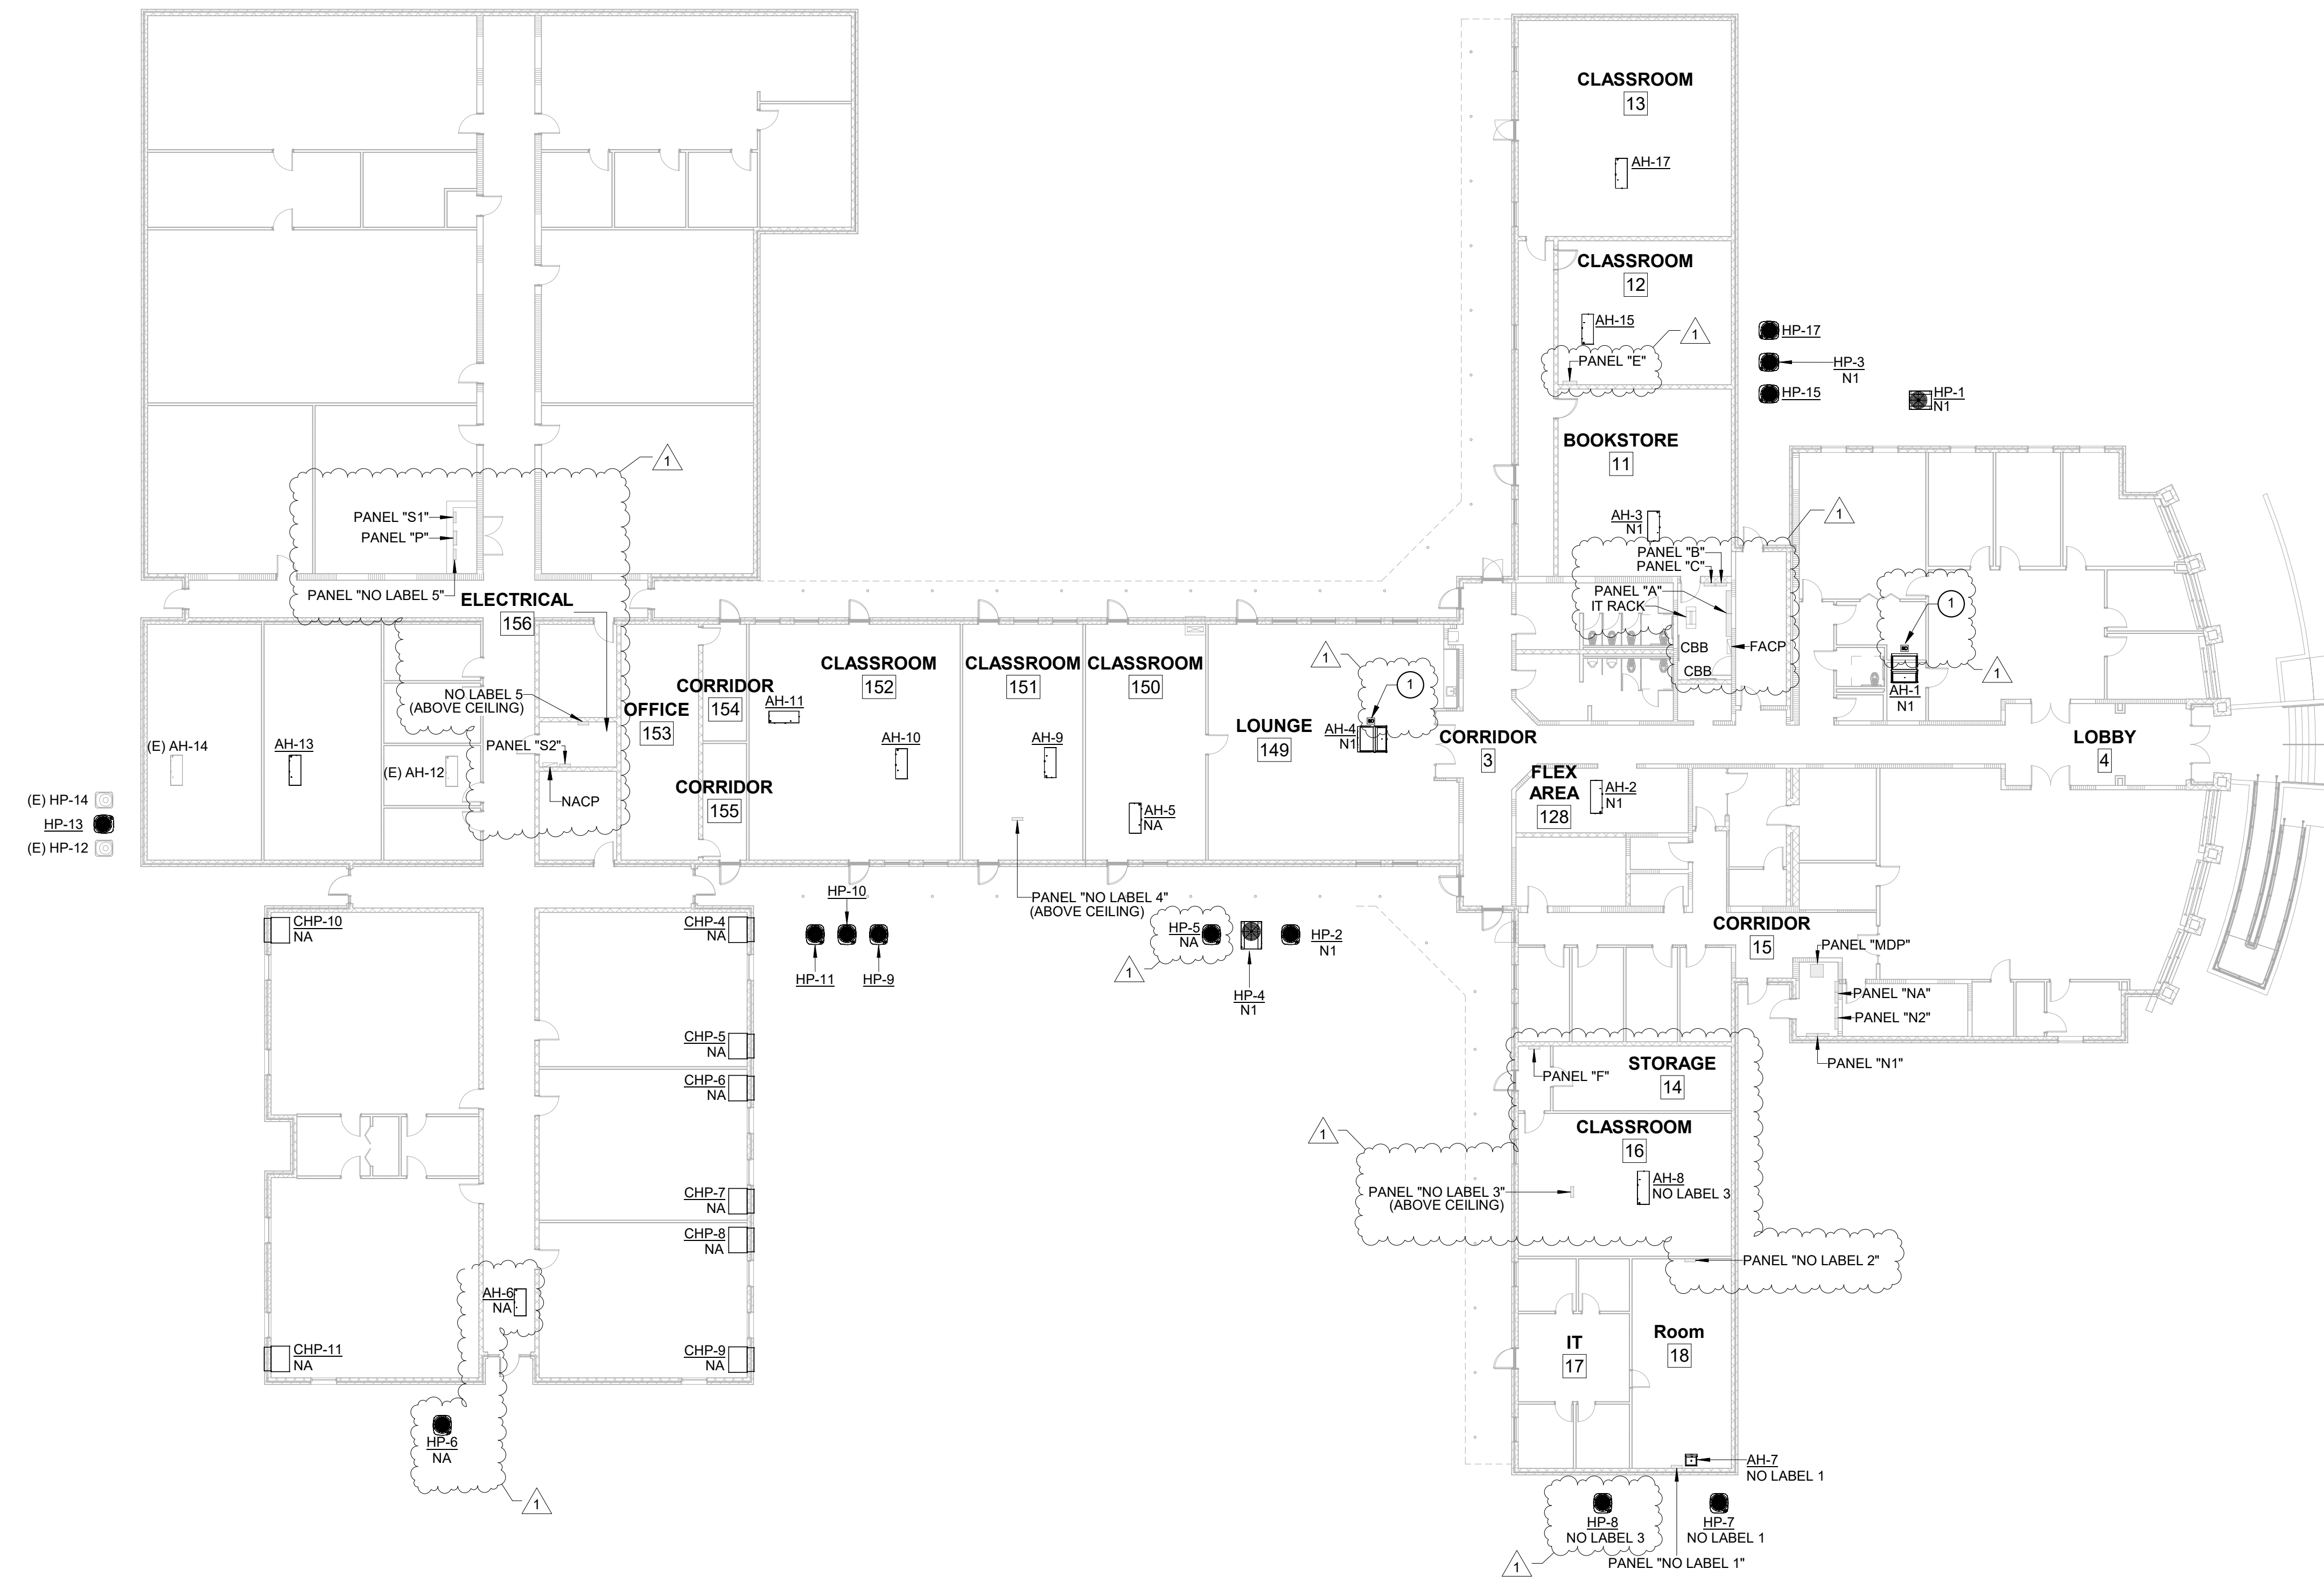 CLASSROOM
13
AH-17
CLASSROOM
12
AH-15
PANEL "E"
1
HP-17
HP-3
N1
HP-15
HP-1
N1
BOOKSTORE
11
AH-3
N1
1
PANEL "B"
PANEL "C"
PANEL "A"
IT RACK
CBB
FACP
CBB
1
1
AH-1
N1
1
PANEL "S1"
PANEL "P"
PANEL "NO LABEL 5"
ELECTRICAL
156
NO LABEL 5
(ABOVE CEILING)
PANEL "S2"
NACP
OFFICE
153
CORRIDOR
154
CORRIDOR
155
AH-11
CLASSROOM
152
AH-10
CLASSROOM
151
AH-9
CLASSROOM
150
AH-5
NA
LOUNGE
149
1
1
AH-4
N1
CORRIDOR
3
FLEX
AREA
128
AH-2
N1
LOBBY
4
(E) AH-14
AH-13
(E) AH-12
(E) HP-14
HP-13
(E) HP-12
PANEL "NO LABEL 4"
(ABOVE CEILING)
HP-10
HP-11
HP-9
HP-5
NA
1
HP-4
N1
HP-2
N1
CORRIDOR
15
PANEL "MDP"
PANEL "NA"
PANEL "N2"
PANEL "N1"
CHP-10
NA
CHP-4
NA
CHP-5
NA
CHP-6
NA
CHP-7
NA
CHP-8
NA
CHP-9
NA
CHP-11
NA
AH-6
NA
HP-6
NA
1
PANEL "F"
STORAGE
14
1
CLASSROOM
16
AH-8
NO LABEL 3
PANEL "NO LABEL 3"
(ABOVE CEILING)
PANEL "NO LABEL 2"
IT
17
Room
18
AH-7
NO LABEL 1
HP-8
NO LABEL 3
HP-7
NO LABEL 1
1
PANEL "NO LABEL 1"